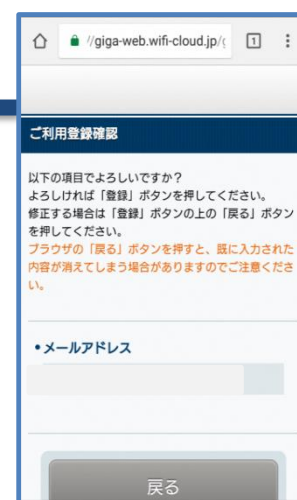 //giga-web.wifi-cloud.jp/g
1
ご利用登録確認
以下の項目でよろしいですか？
よろしければ「登録」ボタンを押してください。
修正する場合は「登録」ボタンの上の「戻る」ボタン
を押してください。
ブラウザの「戻る」ボタンを押すと、既に入力された
内容が消えてしまう場合がありますのでご注意くださ
い。
•メールアドレス
戻る